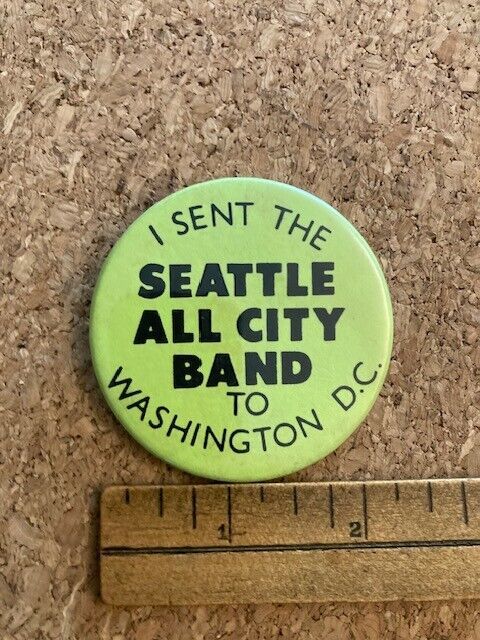 I SENT THE
SEATTLE
ALL CITY
BAND
TO
WASHINGTON D.C.
1 2